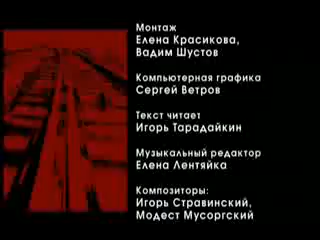 Монтаж
Елена Красикова,
Вадим Шустов
Компьютерная графика
Сергей Ветров
Текст читает
Игорь Тарадайкин
Музыкальный редактор
Елена Лентяйка
Композиторы:
Игорь Стравинский,
Модест Мусоргский